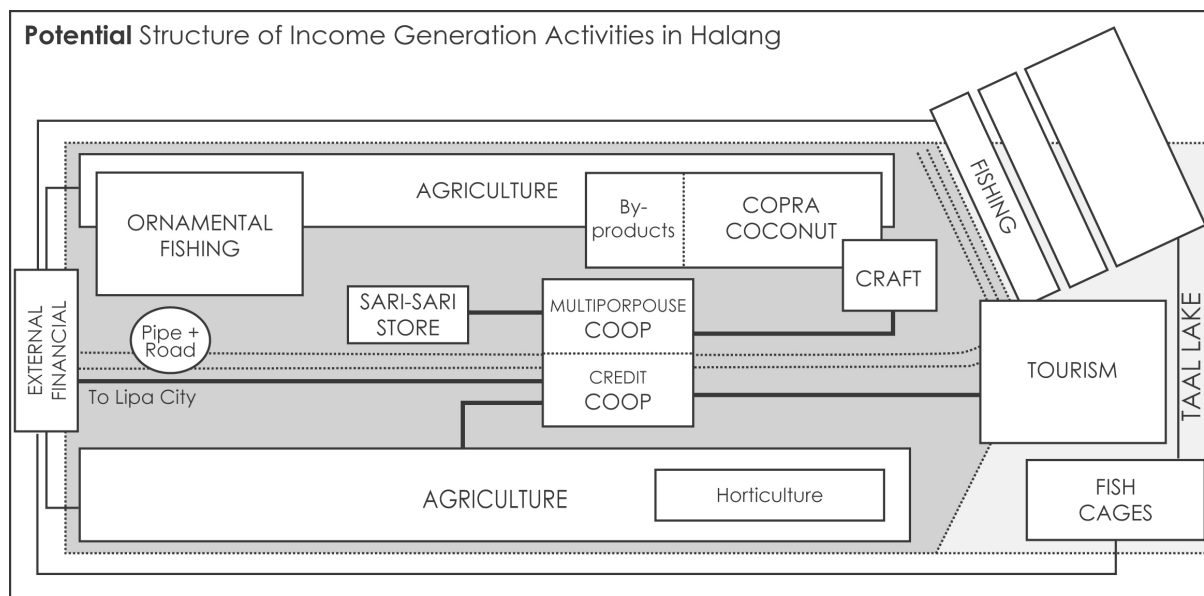 Potential Structure of Income Generation Activities in Halang
AGRICULTURE
ORNAMENTAL
FISHING
By-
products
COPRA
COCONUT
CRAFT
FISHING
SARI-SARI
STORE
MULTIPORPOUSE
COOP
CREDIT
COOP
Pipe +
Road
EXTERNAL
FINANCIAL
To Lipa City
TOURISM
TAAL LAKE
AGRICULTURE
Horticulture
FISH
CAGES